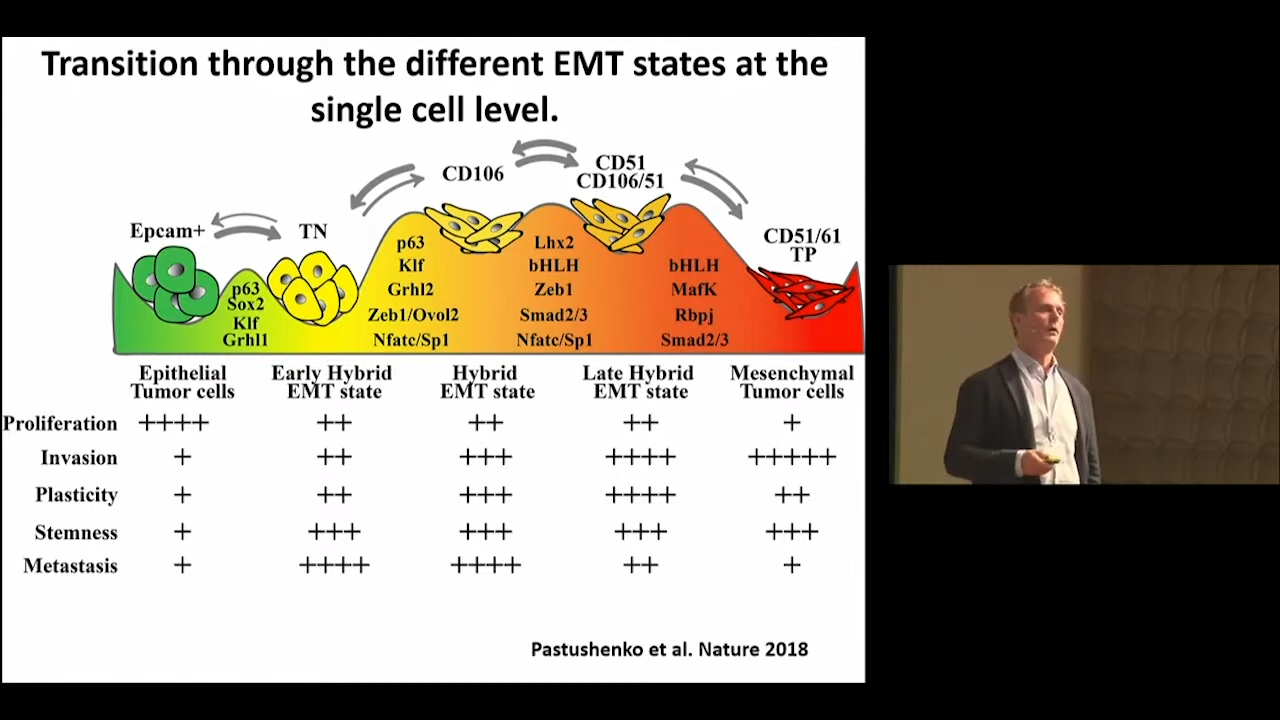 Transition through the different EMT states at the
single cell level.
CD106
CD51
CD106/51
Epcam+
TN
CD51/61
TP
p63
Sox2
Klf
Grhl1
p63
Klf
Grhl2
Zeb1/Ovol2
Nfatc/Sp1
Lhx2
bHLH
Zeb1
Smad2/3
Nfatc/Sp1
bHLH
MafK
Rbpj
Smad2/3
Epithelial
Tumor cells
Early Hybrid
EMT state
Hybrid
EMT state
Late Hybrid
EMT state
Mesenchymal
Tumor cells
Proliferation ++++ ++ ++ ++ +
Invasion + ++ +++ ++++ +++++
Plasticity + ++ +++ ++++ ++
Stemness + +++ +++ +++ +++
Metastasis + ++++ ++++ ++ +
Pastushenko et al. Nature 2018